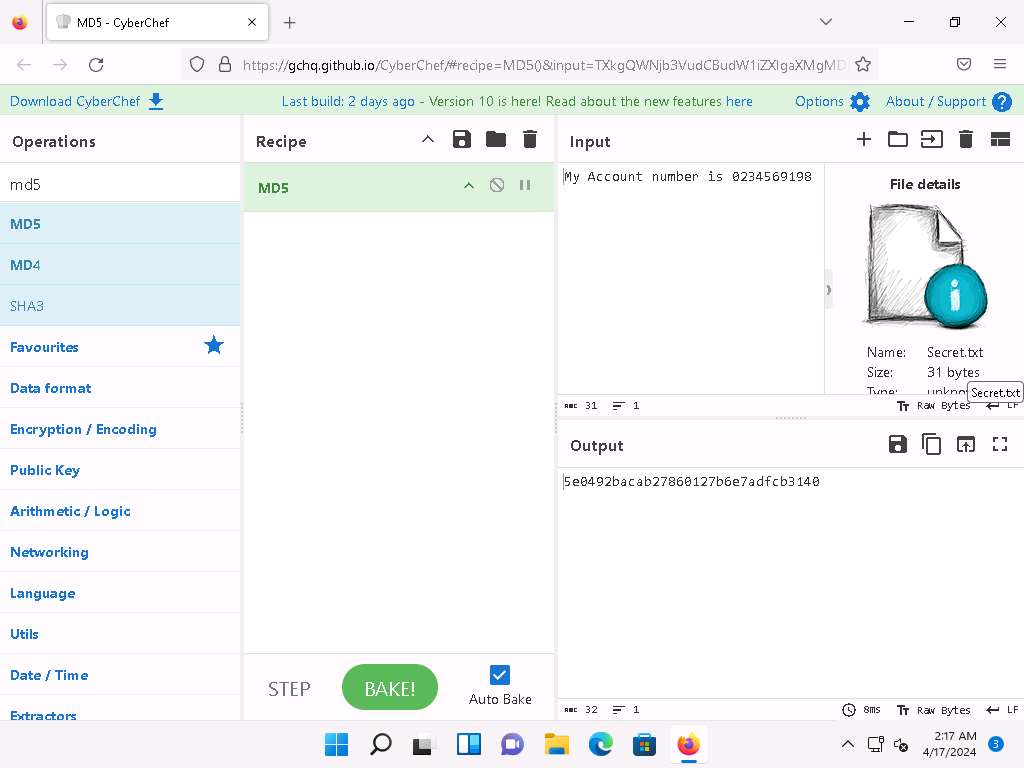 MD5 - CyberChef
https://gchq.github.io/CyberChef/#recipe=MD5()&input=TXkgQWNjb3VudCBudW1iZXIgaXMgMD
Download CyberChef
Last build: 2 days ago - Version 10 is here! Read about the new features here
Options
About / Support
Operations
Recipe
Input
md5
MD5
My Account number is 0234569198
File details
MD5
MD4
SHA3
Favourites
Data format
Encryption / Encoding
Public Key
Arithmetic / Logic
Networking
Language
Utils
Date / Time
Extractors
Name: Secret.txt
Size: 31 bytes
Type:
Secret.txt
ABC 31 1
Raw Bytes LF
Output
5e0492bacab27860127b6e7adfcb3140
STEP
BAKE!
Auto Bake
ABC 32 1
8ms Raw Bytes LF
2:17 AM
4/17/2024
3